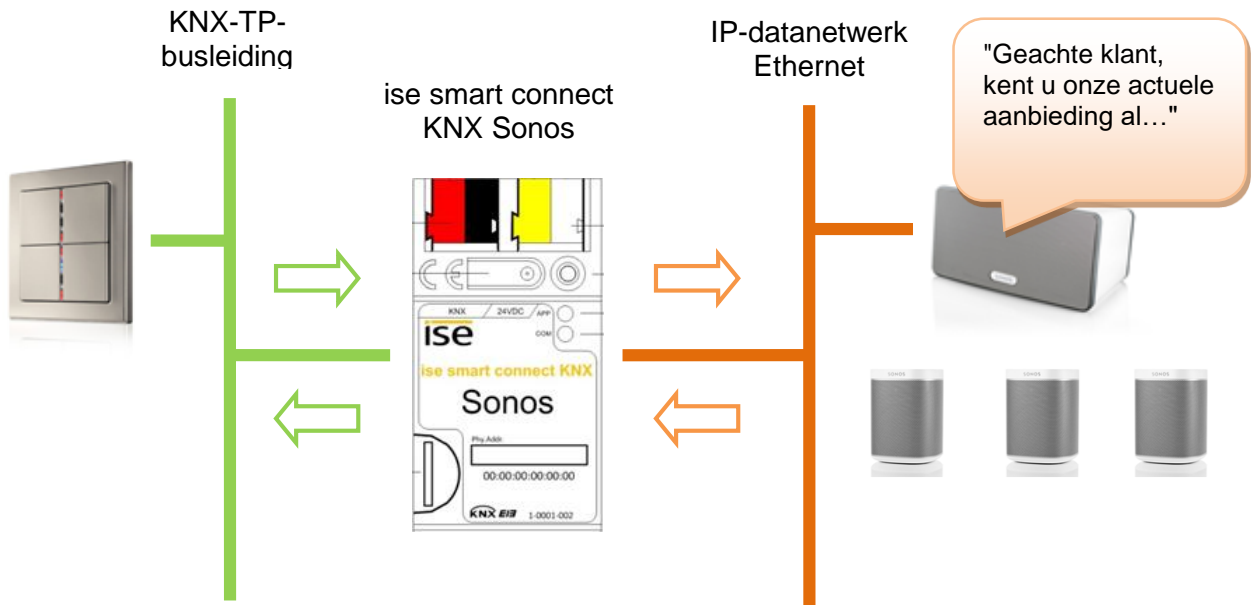 KNX-TP-
busleiding
ise smart connect
KNX Sonos
IP-datanetwerk
Ethernet
"Geachte klant,
kent u onze actuele
aanbieding al…"
KNX / 24VDC / APP
COM
ise
ise smart connect KNX
Sonos
Phy.Addr.
00:00:00:00:00:00
KNX EIB 1-0001-002
SONOS
SONOS
SONOS